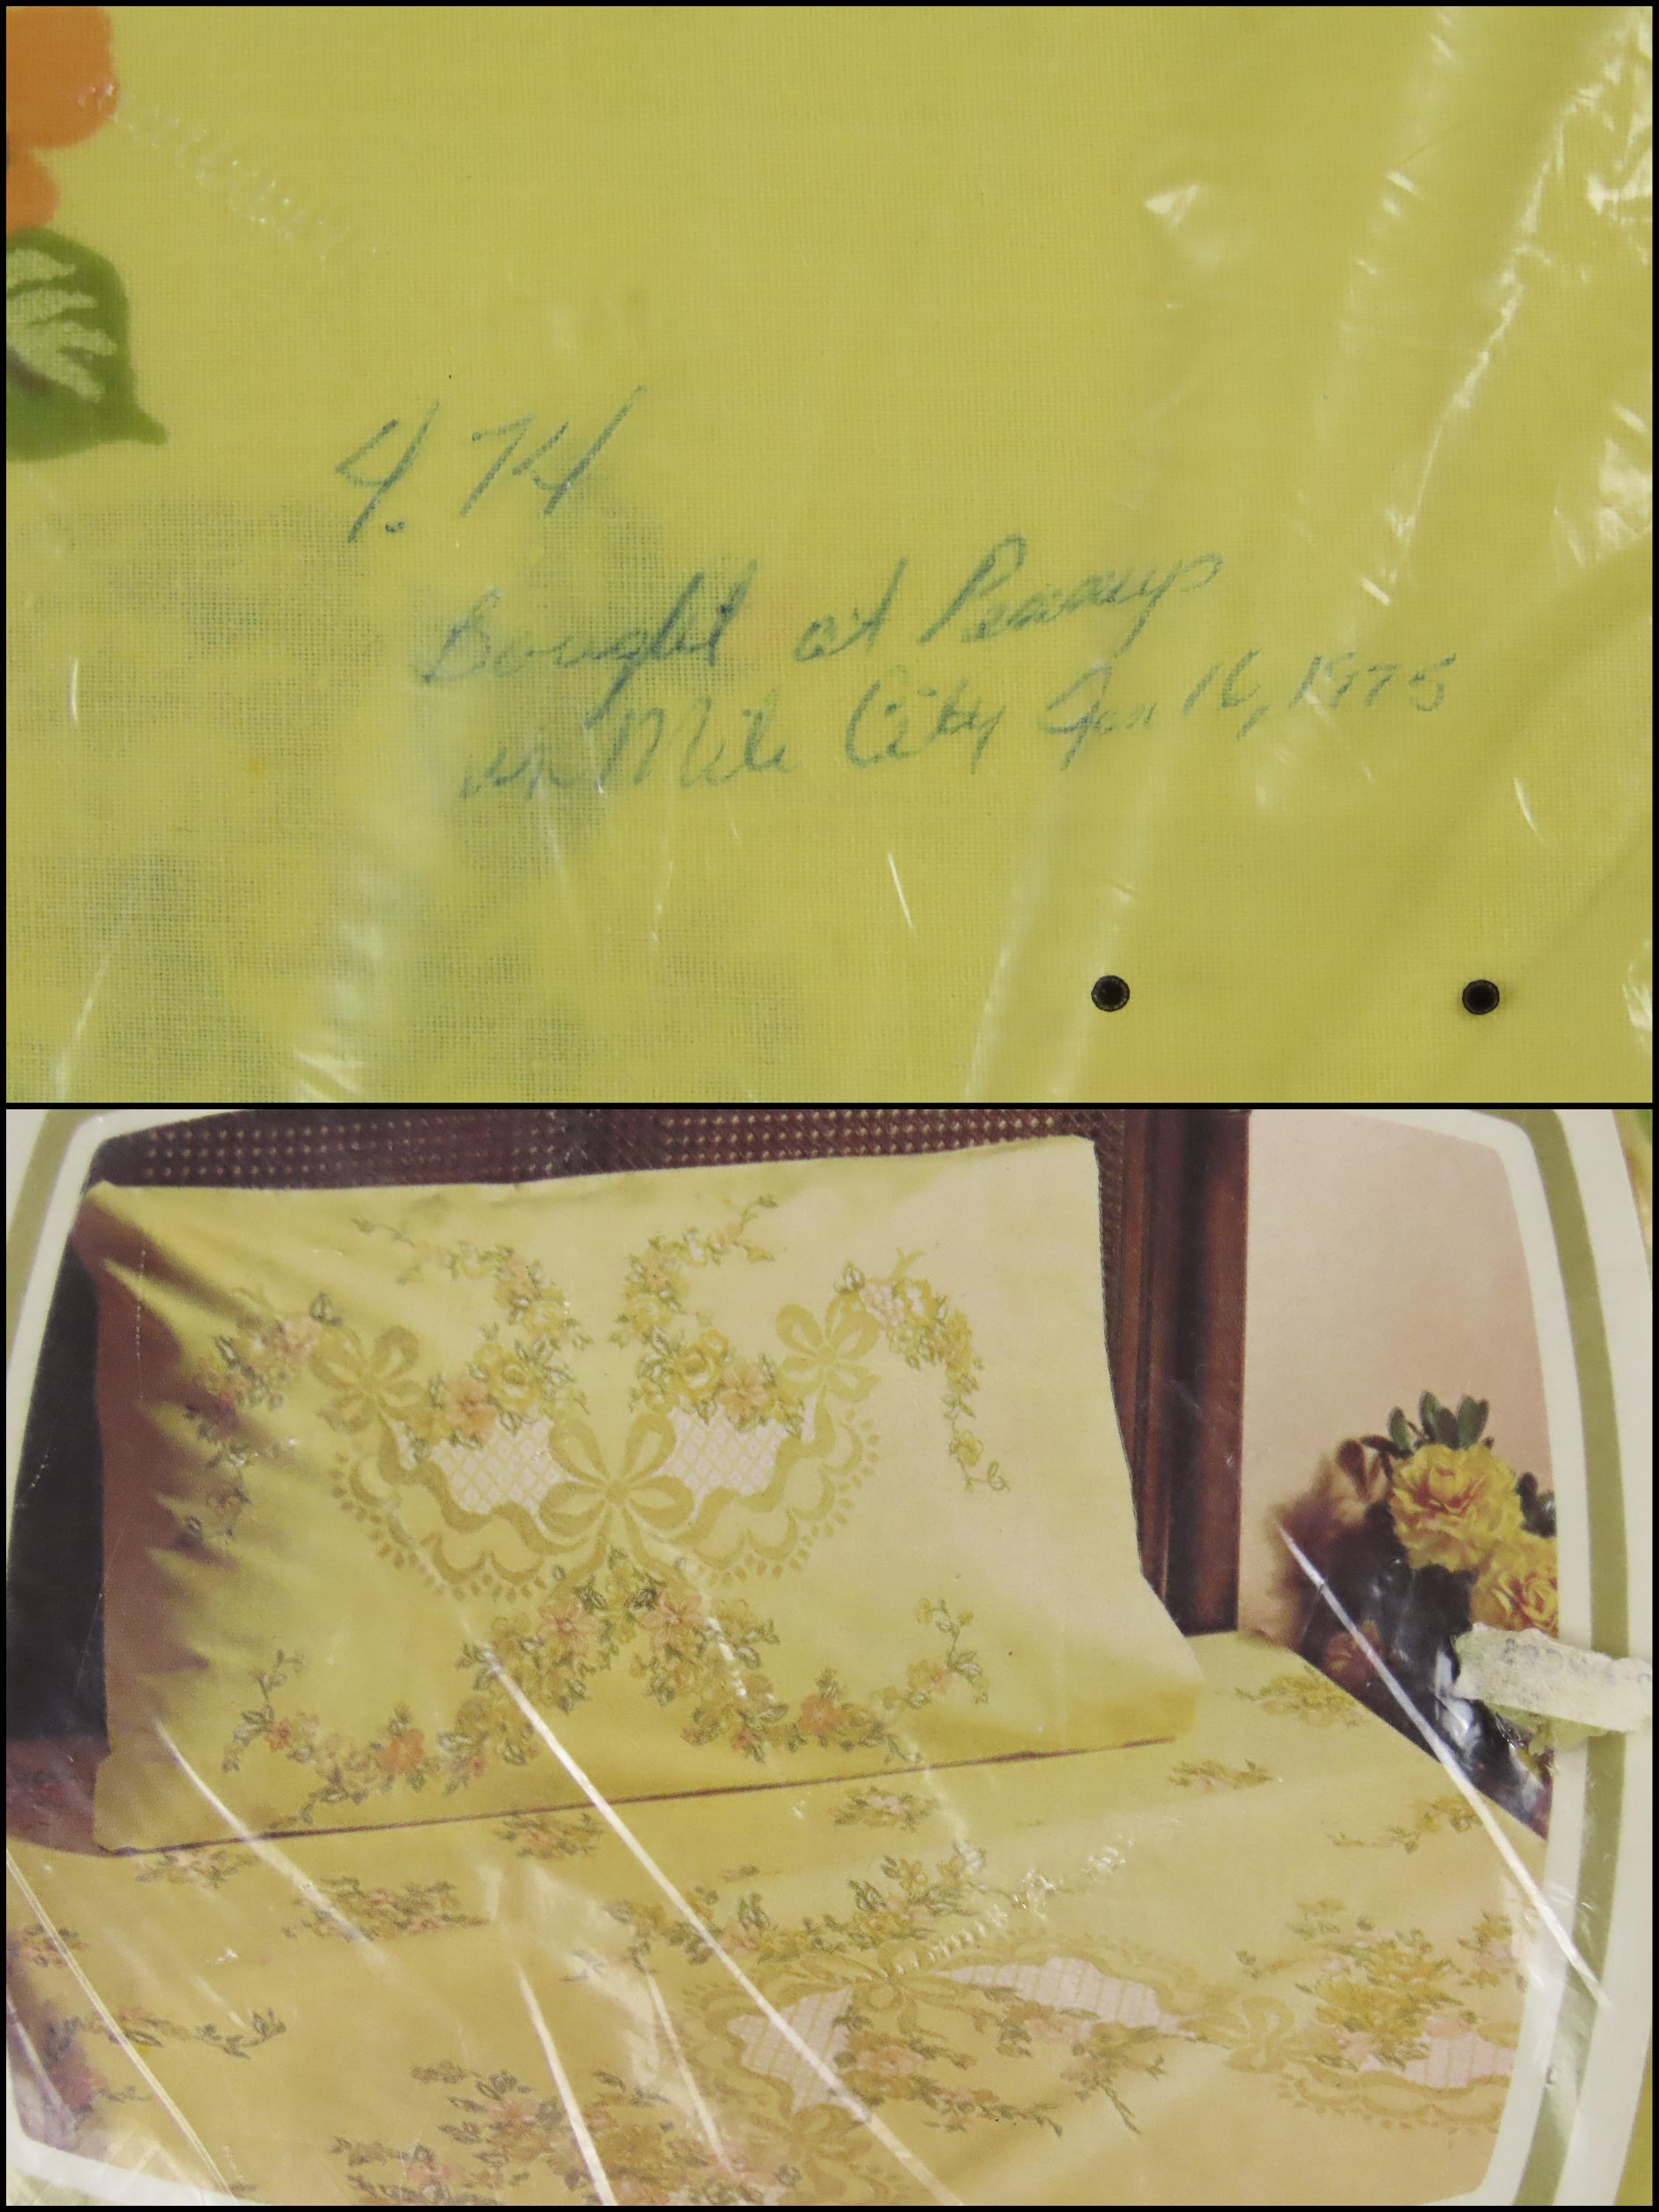 4.74
Bought at Penneys
in Mile City Jan 16, 1975